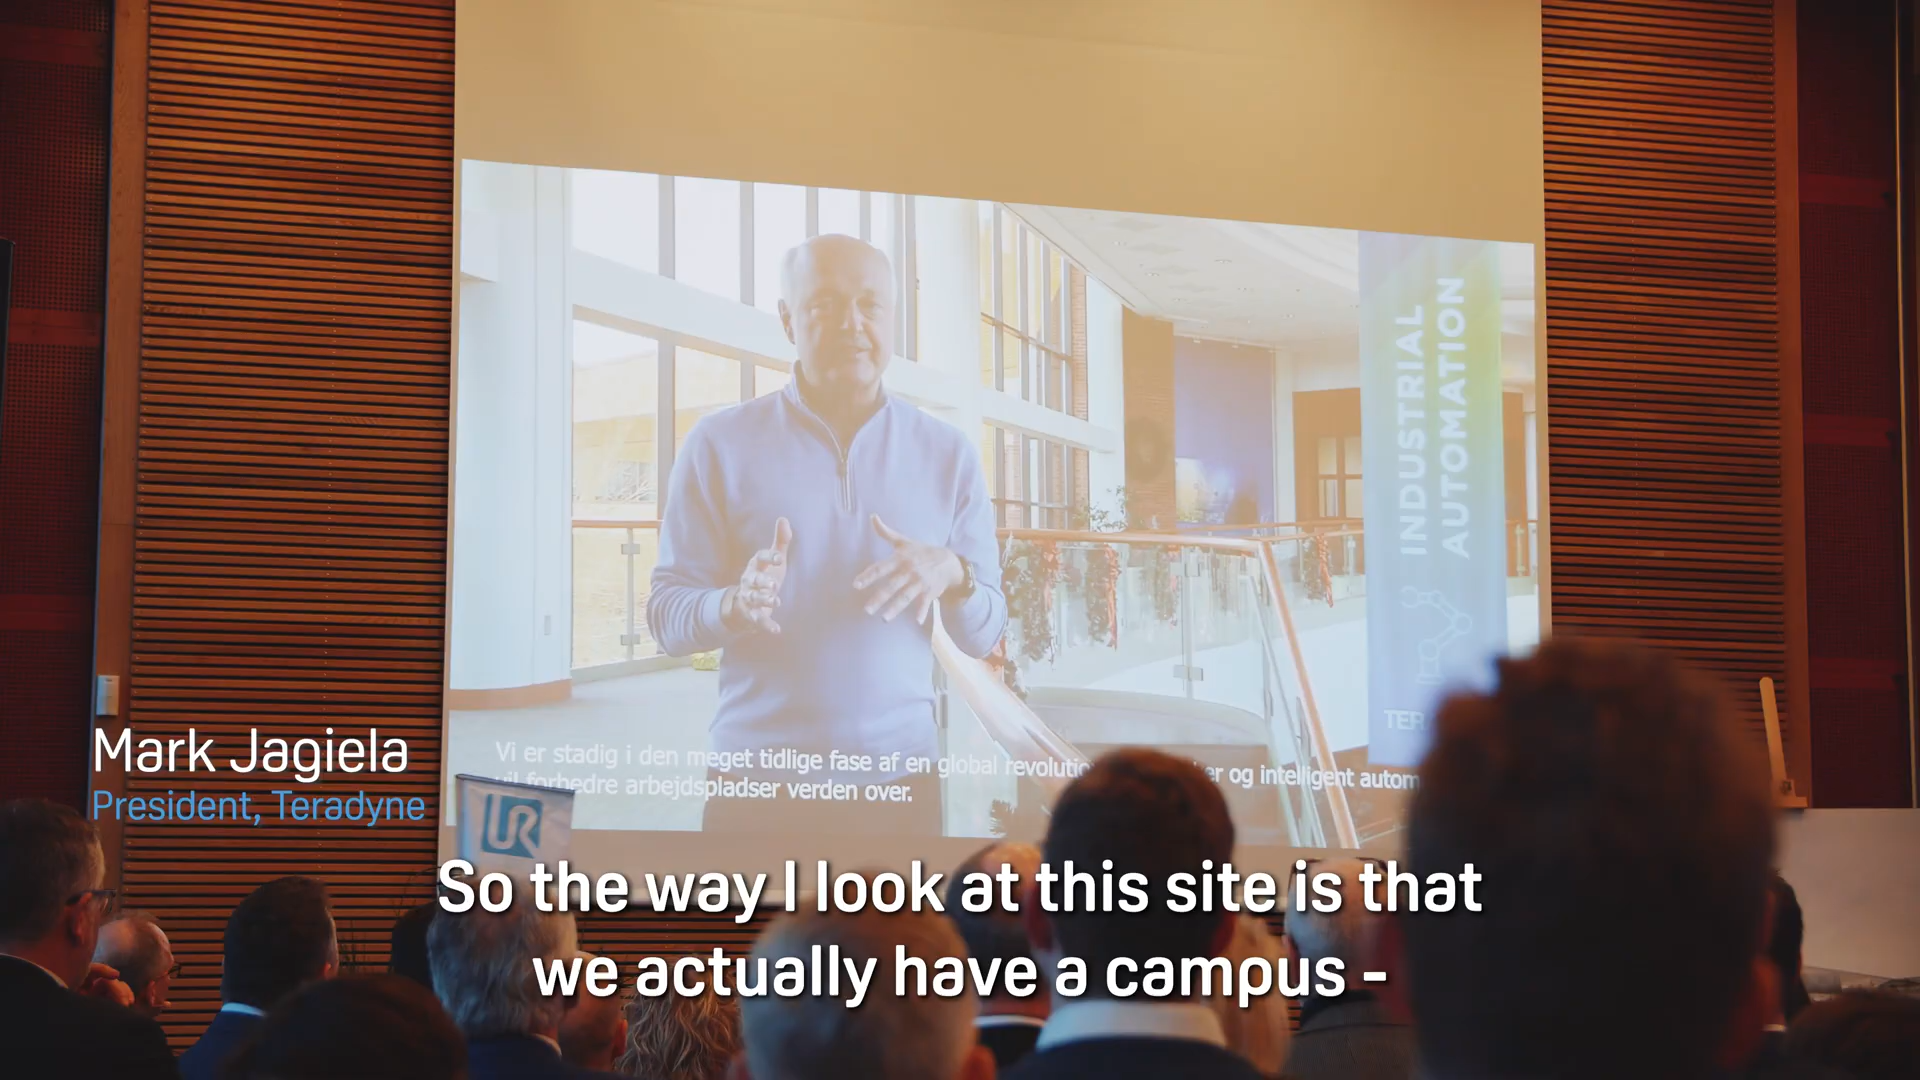 INDUSTRIAL
AUTOMATION
TER
Vi er stadig i den meget tidlige fase af en global er og intelligent autom
forbedre arbejdspladser verden over.
Mark Jagiela
President, Teradyne
UR
So the way I look at this site is that
we actually have a campus -